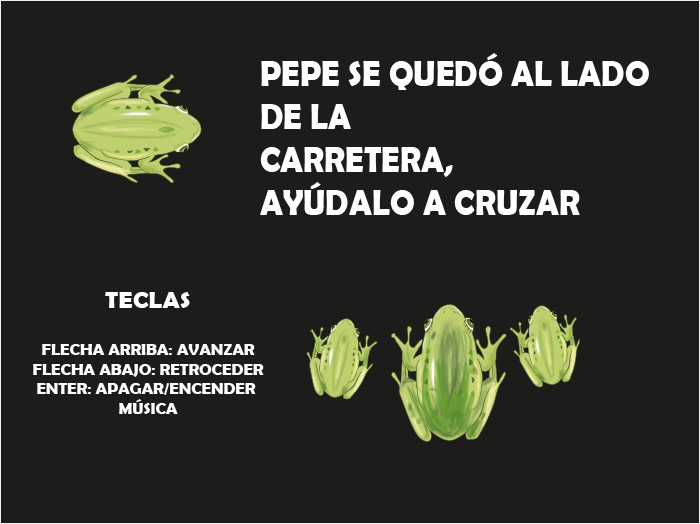 PEPE SE QUEDÓ AL LADO
DE LA
CARRETERA,
AYÚDALO A CRUZAR
TECLAS
FLECHA ARRIBA: AVANZAR
FLECHA ABAJO: RETROCEDER
ENTER: APAGAR/ENCENDER
MÚSICA